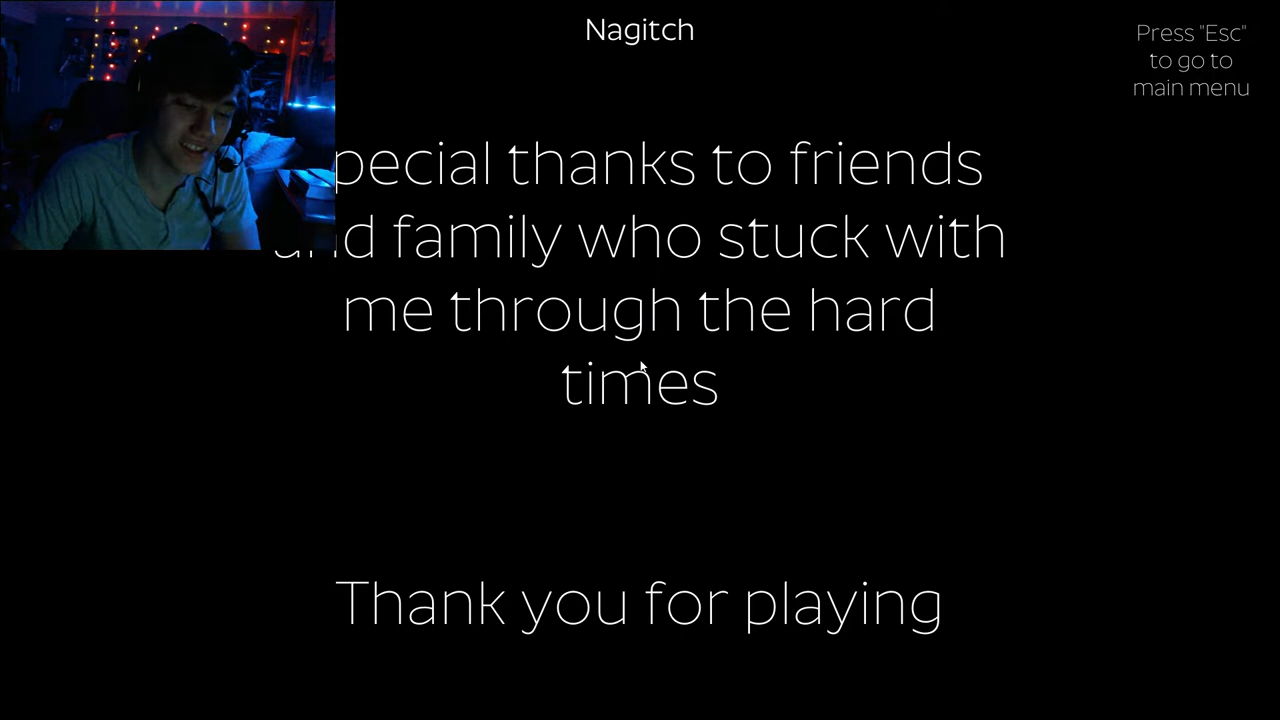 Nagitch
Press "Esc"
to go to
main menu
pecial thanks to friends
and family who stuck with
me through the hard
times
Thank you for playing